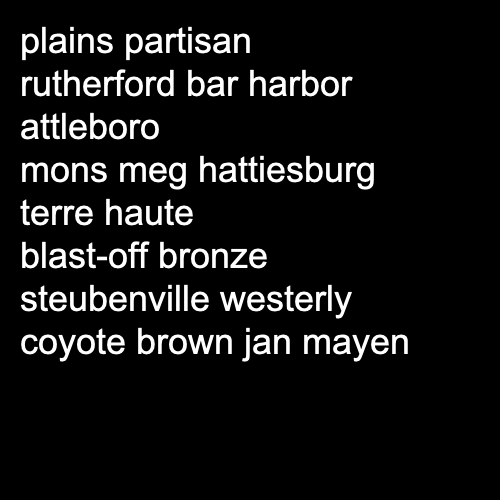 plains partisan
rutherford bar harbor
attleboro
mons meg hattiesburg
terre haute
blast-off bronze
steubenville westerly
coyote brown jan mayen